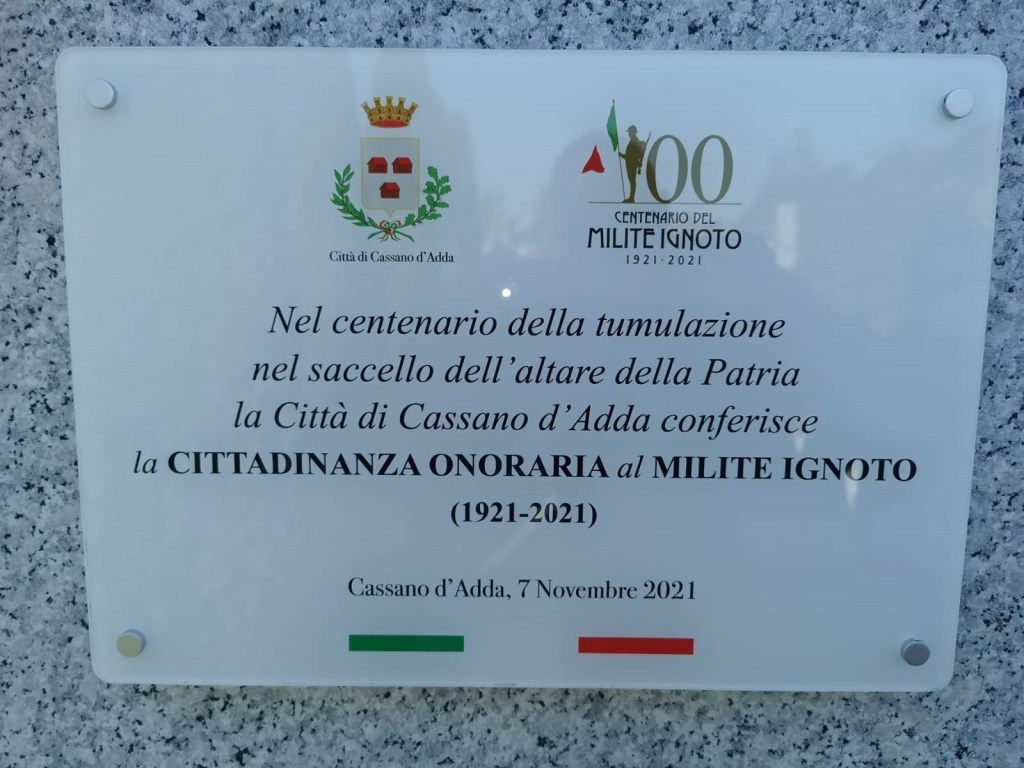 Città di Cassano d'Adda
100
CENTENARIO DEL
MILITE IGNOTO
1921-2021
Nel centenario della tumulazione
nel saccello dell'altare della Patria
la Città di Cassano d'Adda conferisce
la CITTADINANZA ONORARIA al MILITE IGNOTO
(1921-2021)
Cassano d'Adda, 7 Novembre 2021